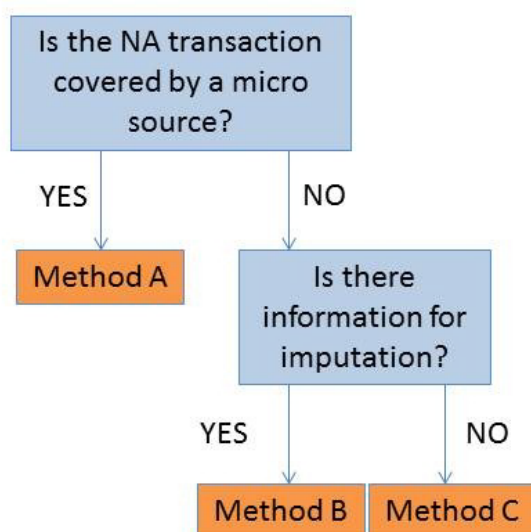 Is the NA transaction
covered by a micro
source?
YES
NO
Method A
Is there
information for
imputation?
YES
NO
Method B
Method C